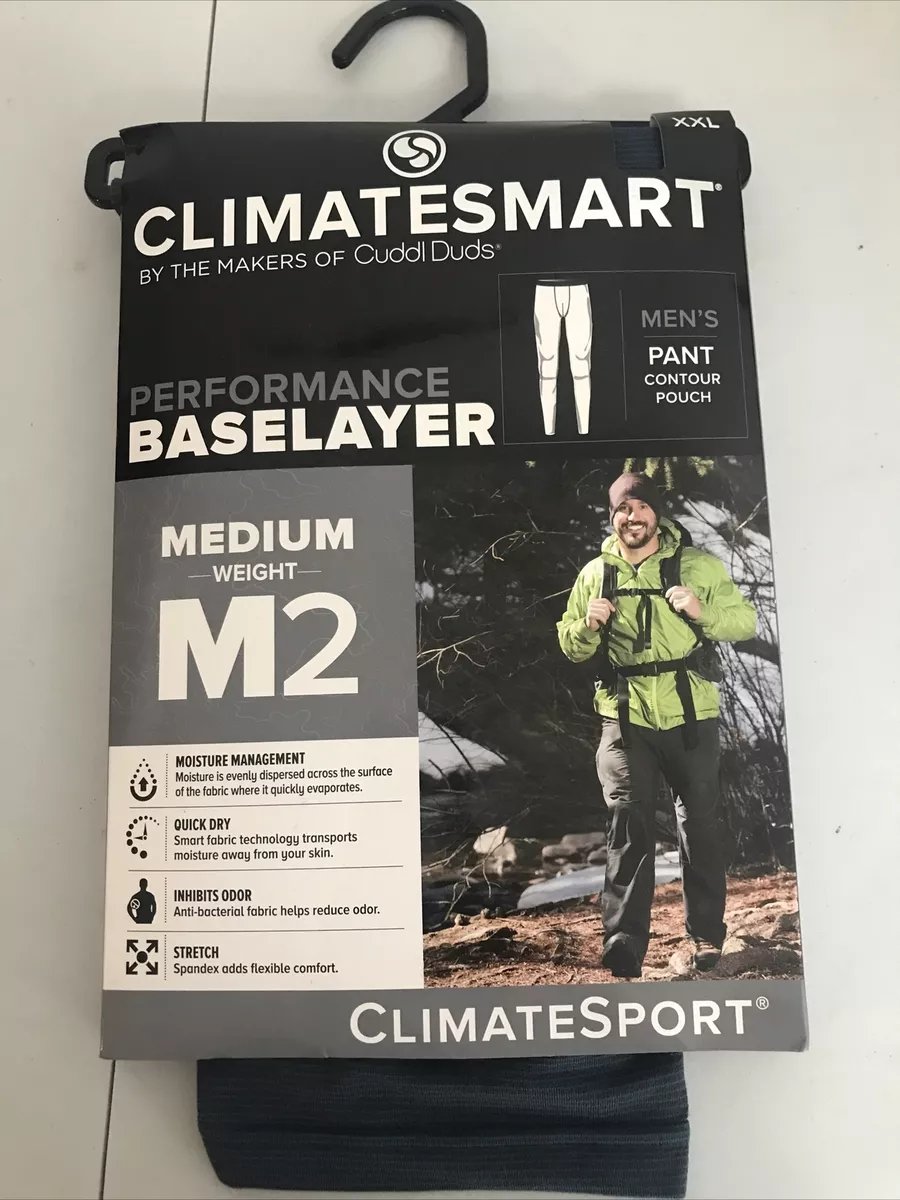 XXL
CLIMATESMART®
BY THE MAKERS OF Cuddl Duds®
MEN'S
PANT
CONTOUR
POUCH
PERFORMANCE
BASELAYER
MEDIUM
WEIGHT
M2
MOISTURE MANAGEMENT
Moisture is evenly dispersed across the surface
of the fabric where it quickly evaporates.
QUICK DRY
Smart fabric technology transports
moisture away from your skin.
INHIBITS ODOR
Anti-bacterial fabric helps reduce odor.
STRETCH
Spandex adds flexible comfort.
CLIMATESPORT®